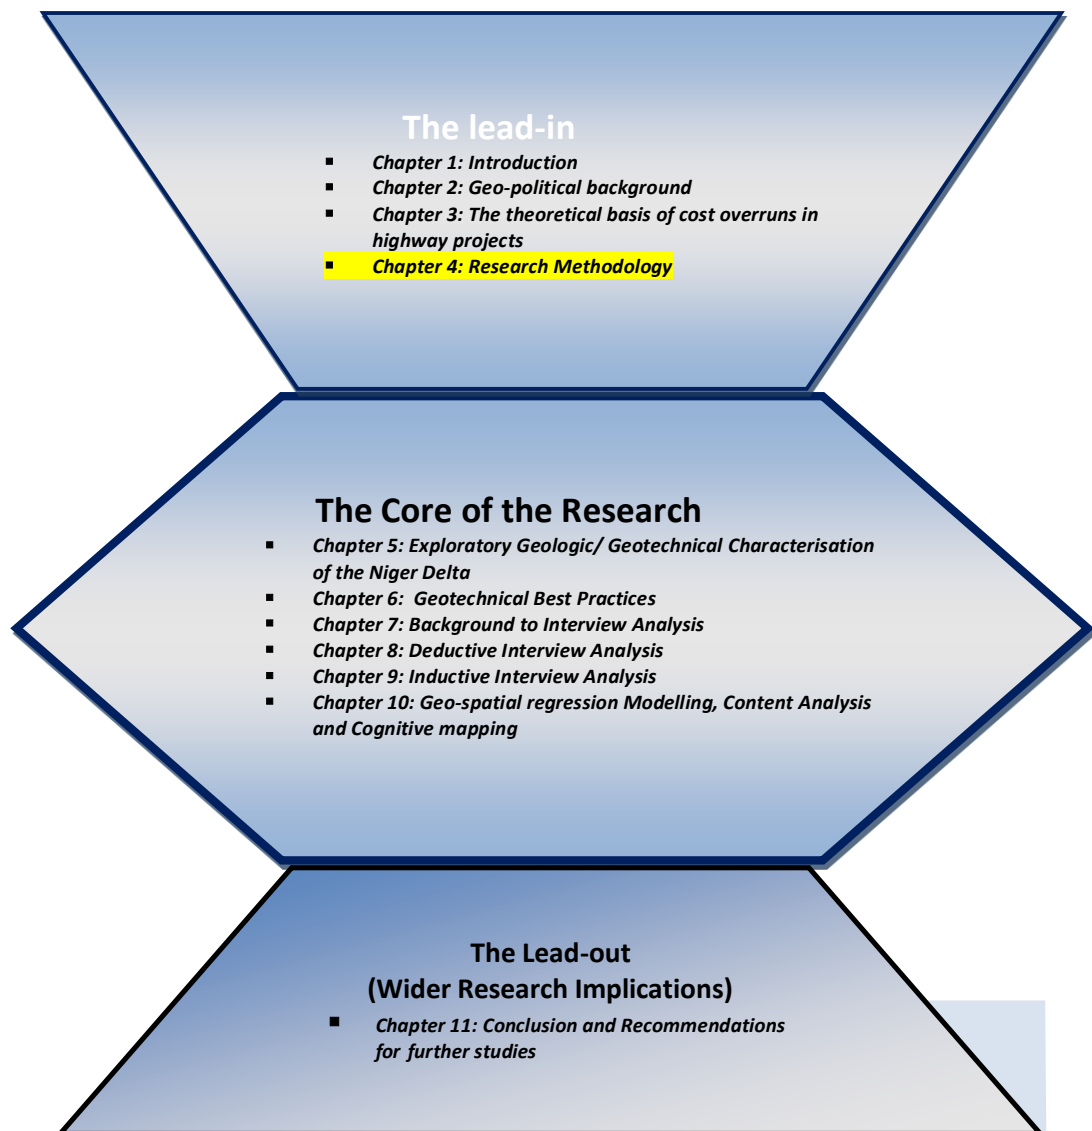 The lead-in
▪ Chapter 1: Introduction
▪ Chapter 2: Geo-political background
▪ Chapter 3: The theoretical basis of cost overruns in
highway projects
▪ Chapter 4: Research Methodology
The Core of the Research
▪ Chapter 5: Exploratory Geologic/ Geotechnical Characterisation
of the Niger Delta
▪ Chapter 6:  Geotechnical Best Practices
▪ Chapter 7: Background to Interview Analysis
▪ Chapter 8: Deductive Interview Analysis
▪ Chapter 9: Inductive Interview Analysis
▪ Chapter 10: Geo-spatial regression Modelling, Content Analysis
and Cognitive mapping
The Lead-out
(Wider Research Implications)
▪ Chapter 11: Conclusion and Recommendations
for further studies